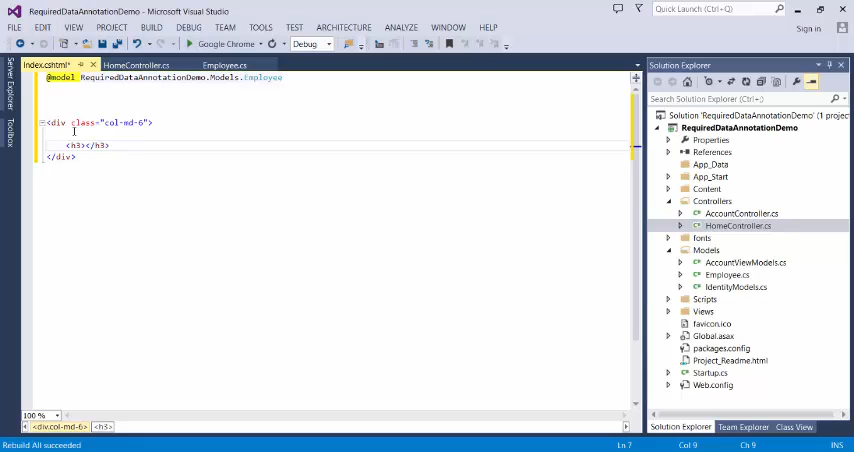 RequiredDataAnnotationDemo - Microsoft Visual Studio
Quick Launch (Ctrl+Q)
FILE EDIT VIEW PROJECT BUILD DEBUG TEAM TOOLS TEST ARCHITECTURE ANALYZE WINDOW HELP
Sign in
Google Chrome Debug
Server Explorer
Toolbox
Index.cshtml* HomeController.cs Employee.cs
@model RequiredDataAnnotationDemo.Models.Employee
<div class="col-md-6">
<h3></h3>
</div>
100 %
<div.col-md-6> <h3>
Solution Explorer
Search Solution Explorer (Ctrl+;)
Solution 'RequiredDataAnnotationDemo' (1 projec
RequiredDataAnnotationDemo
Properties
References
App_Data
App_Start
Content
Controllers
AccountController.cs
HomeController.cs
fonts
Models
AccountViewModels.cs
Employee.cs
IdentityModels.cs
Scripts
Views
favicon.ico
Global.asax
packages.config
Project_Readme.html
Startup.cs
Web.config
Solution Explorer Team Explorer Class View
Rebuild All succeeded Ln 7 Col 9 Ch 9